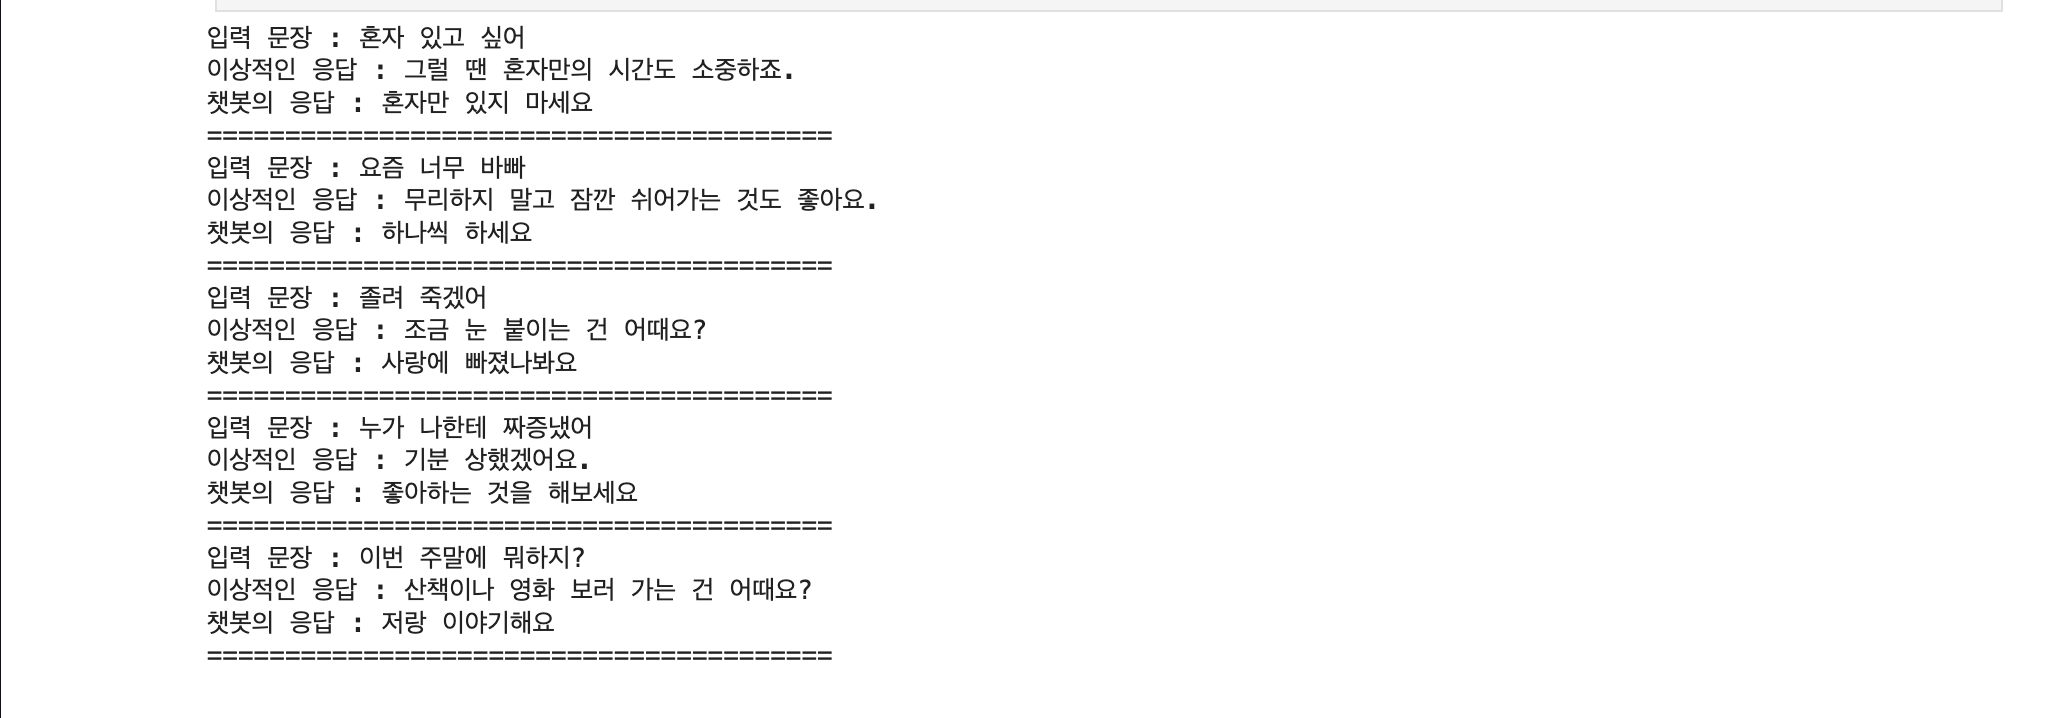 입력 문장 : 혼자 있고 싶어
이상적인 응답 : 그럴 땐 혼자만의 시간도 소중하죠.
챗봇의 응답 : 혼자만 있지 마세요
========================================
입력 문장 : 요즘 너무 바빠
이상적인 응답 : 무리하지 말고 잠깐 쉬어가는 것도 좋아요.
챗봇의 응답 : 하나씩 하세요
========================================
입력 문장 : 졸려 죽겠어
이상적인 응답 : 조금 눈 붙이는 건 어때요?
챗봇의 응답 : 사랑에 빠졌나봐요
========================================
입력 문장 : 누가 나한테 짜증냈어
이상적인 응답 : 기분 상했겠어요.
챗봇의 응답 : 좋아하는 것을 해보세요
========================================
입력 문장 : 이번 주말에 뭐하지?
이상적인 응답 : 산책이나 영화 보러 가는 건 어때요?
챗봇의 응답 : 저랑 이야기해요
========================================